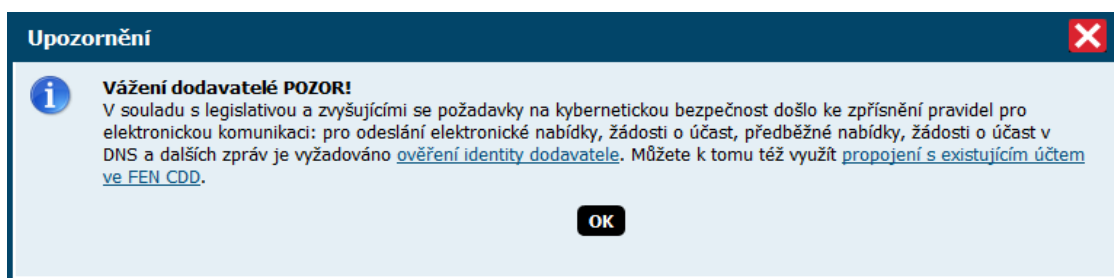 Upozornění
Vážení dodavatelé POZOR!
V souladu s legislativou a zvyšujícími se požadavky na kybernetickou bezpečnost došlo ke zpřísnění pravidel pro
elektronickou komunikaci: pro odeslání elektronické nabídky, žádosti o účast, předběžné nabídky, žádosti o účast v
DNS a dalších zpráv je vyžadováno ověření identity dodavatele. Můžete k tomu též využít propojení s existujícím účtem
ve FEN CDD.
OK